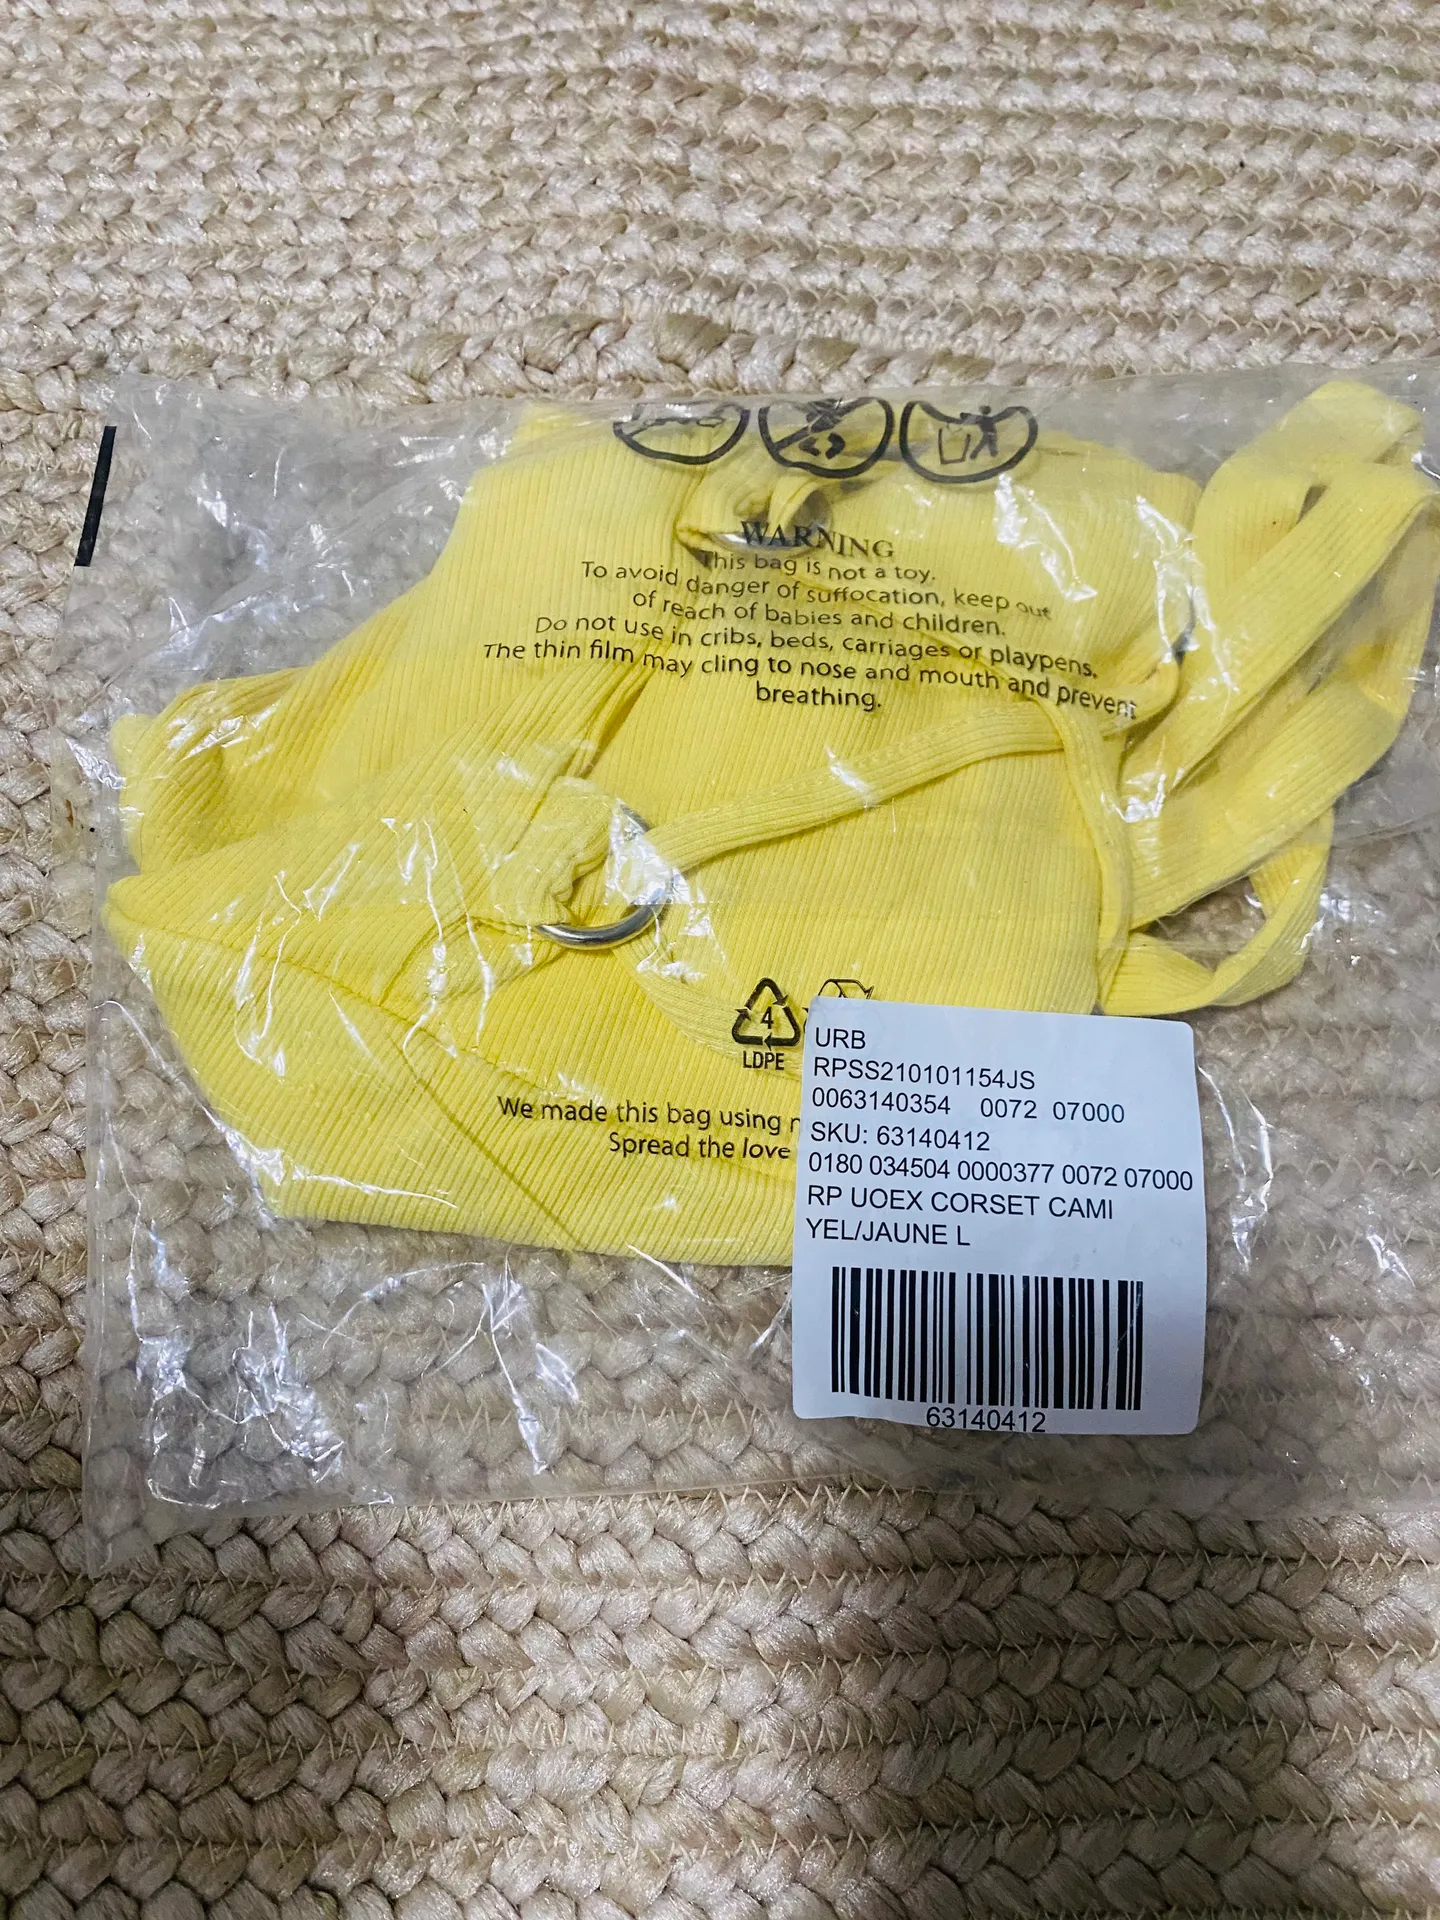 WARNING
This bag is not a toy.
To avoid danger of suffocation, keep out
of reach of babies and children.
Do not use in cribs, beds, carriages or playpens.
The thin film may cling to nose and mouth and prevent
breathing.
4
LDPE
We made this bag using
Spread the love
URB
RPSS210101154JS
0063140354 0072 07000
SKU: 63140412
0180 034504 0000377 0072 07000
RP UOEX CORSET CAMI
YEL/JAUNE L
63140412